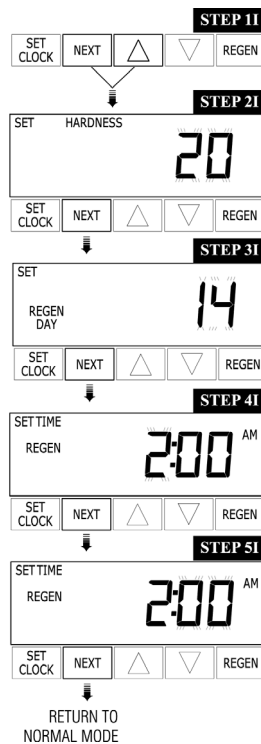 STEP 1I
SET CLOCK NEXT REGEN
STEP 2I
SET HARDNESS
20
SET CLOCK NEXT REGEN
STEP 3I
SET
14
REGEN DAY
SET CLOCK NEXT REGEN
STEP 4I
SET TIME
REGEN 2:00 AM
SET CLOCK NEXT REGEN
STEP 5I
SET TIME
REGEN 2:00 AM
SET CLOCK NEXT REGEN
RETURN TO
NORMAL MODE